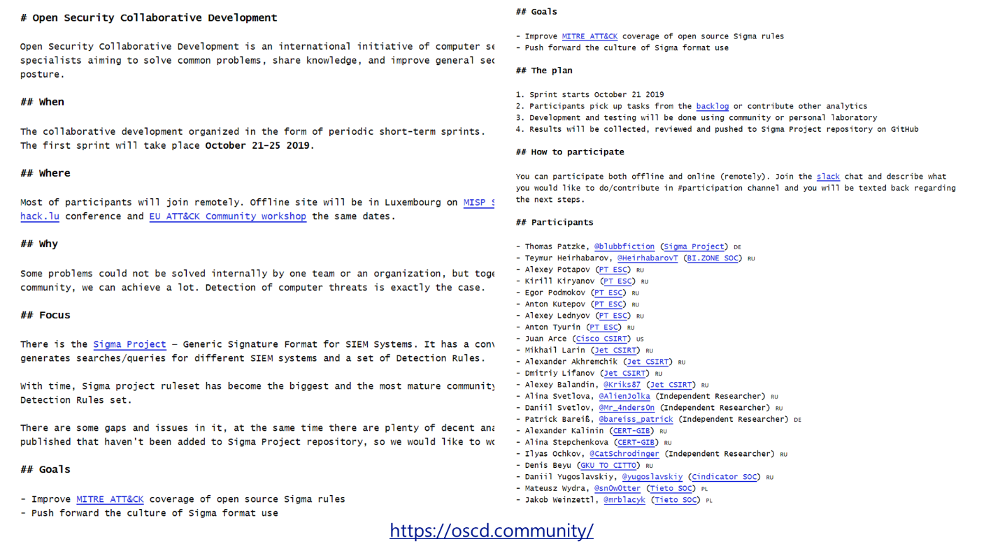 # Open Security Collaborative Development
Open Security Collaborative Development is an international initiative of computer se
specialists aiming to solve common problems, share knowledge, and improve general sec
posture.
## When
The collaborative development organized in the form of periodic short-term sprints.
The first sprint will take place October 21–25 2019.
## Where
Most of participants will join remotely. Offline site will be in Luxembourg on MISP S
hack.lu conference and EU ATT&CK Community workshop the same dates.
## Why
Some problems could not be solved internally by one team or an organization, but toge
community, we can achieve a lot. Detection of computer threats is exactly the case.
## Focus
There is the Sigma Project — Generic Signature Format for SIEM Systems. It has a conv
generates searches/queries for different SIEM systems and a set of Detection Rules.
With time, Sigma project ruleset has become the biggest and the most mature community
Detection Rules set.
There are some gaps and issues in it, at the same time there are plenty of decent ana
published that haven't been added to Sigma Project repository, so we would like to wo
## Goals
- Improve MITRE ATT&CK coverage of open source Sigma rules
- Push forward the culture of Sigma format use
## Goals
- Improve MITRE ATT&CK coverage of open source Sigma rules
- Push forward the culture of Sigma format use
## The plan
1. Sprint starts October 21 2019
2. Participants pick up tasks from the backlog or contribute other analytics
3. Development and testing will be done using community or personal laboratory
4. Results will be collected, reviewed and pushed to Sigma Project repository on GitHub
## How to participate
You can participate both offline and online (remotely). Join the slack chat and describe what
you would like to do/contribute in #participation channel and you will be texted back regarding
the next steps.
## Participants
- Thomas Patzke, @blubbfiction (Sigma Project) DE
- Teymur Heirhabarov, @HeirhabarovT (BI.ZONE SOC) RU
- Alexey Potapov (PT ESC) RU
- Kirill Kiryanov (PT ESC) RU
- Egor Podmokov (PT ESC) RU
- Anton Kutepov (PT ESC) RU
- Alexey Lednyov (PT ESC) RU
- Anton Tyurin (PT ESC) RU
- Juan Arce (Cisco CSIRT) US
- Mikhail Larin (Jet CSIRT) RU
- Alexander Akhremchik (Jet CSIRT) RU
- Dmitriy Lifanov (Jet CSIRT) RU
- Alexey Balandin, @Kriks87 (Jet CSIRT) RU
- Alina Svetlova, @AlienJolka (Independent Researcher) RU
- Daniil Svetlov, @Mr_4nders0n (Independent Researcher) RU
- Patrick Bareiß, @bareiss_patrick (Independent Researcher) DE
- Alexander Kalinin (CERT-GIB) RU
- Alina Stepchenkova (CERT-GIB) RU
- Ilyas Ochkov, @CatSchrodinger (Independent Researcher) RU
- Denis Beyu (GKU TO CITTO) RU
- Daniil Yugoslavskiy, @yugoslavskiy (Cindicator SOC) RU
- Mateusz Wydra, @sn0w0tter (Tieto SOC) PL
- Jakob Weinzettl, @mrblacyk (Tieto SOC) PL
https://oscd.community/